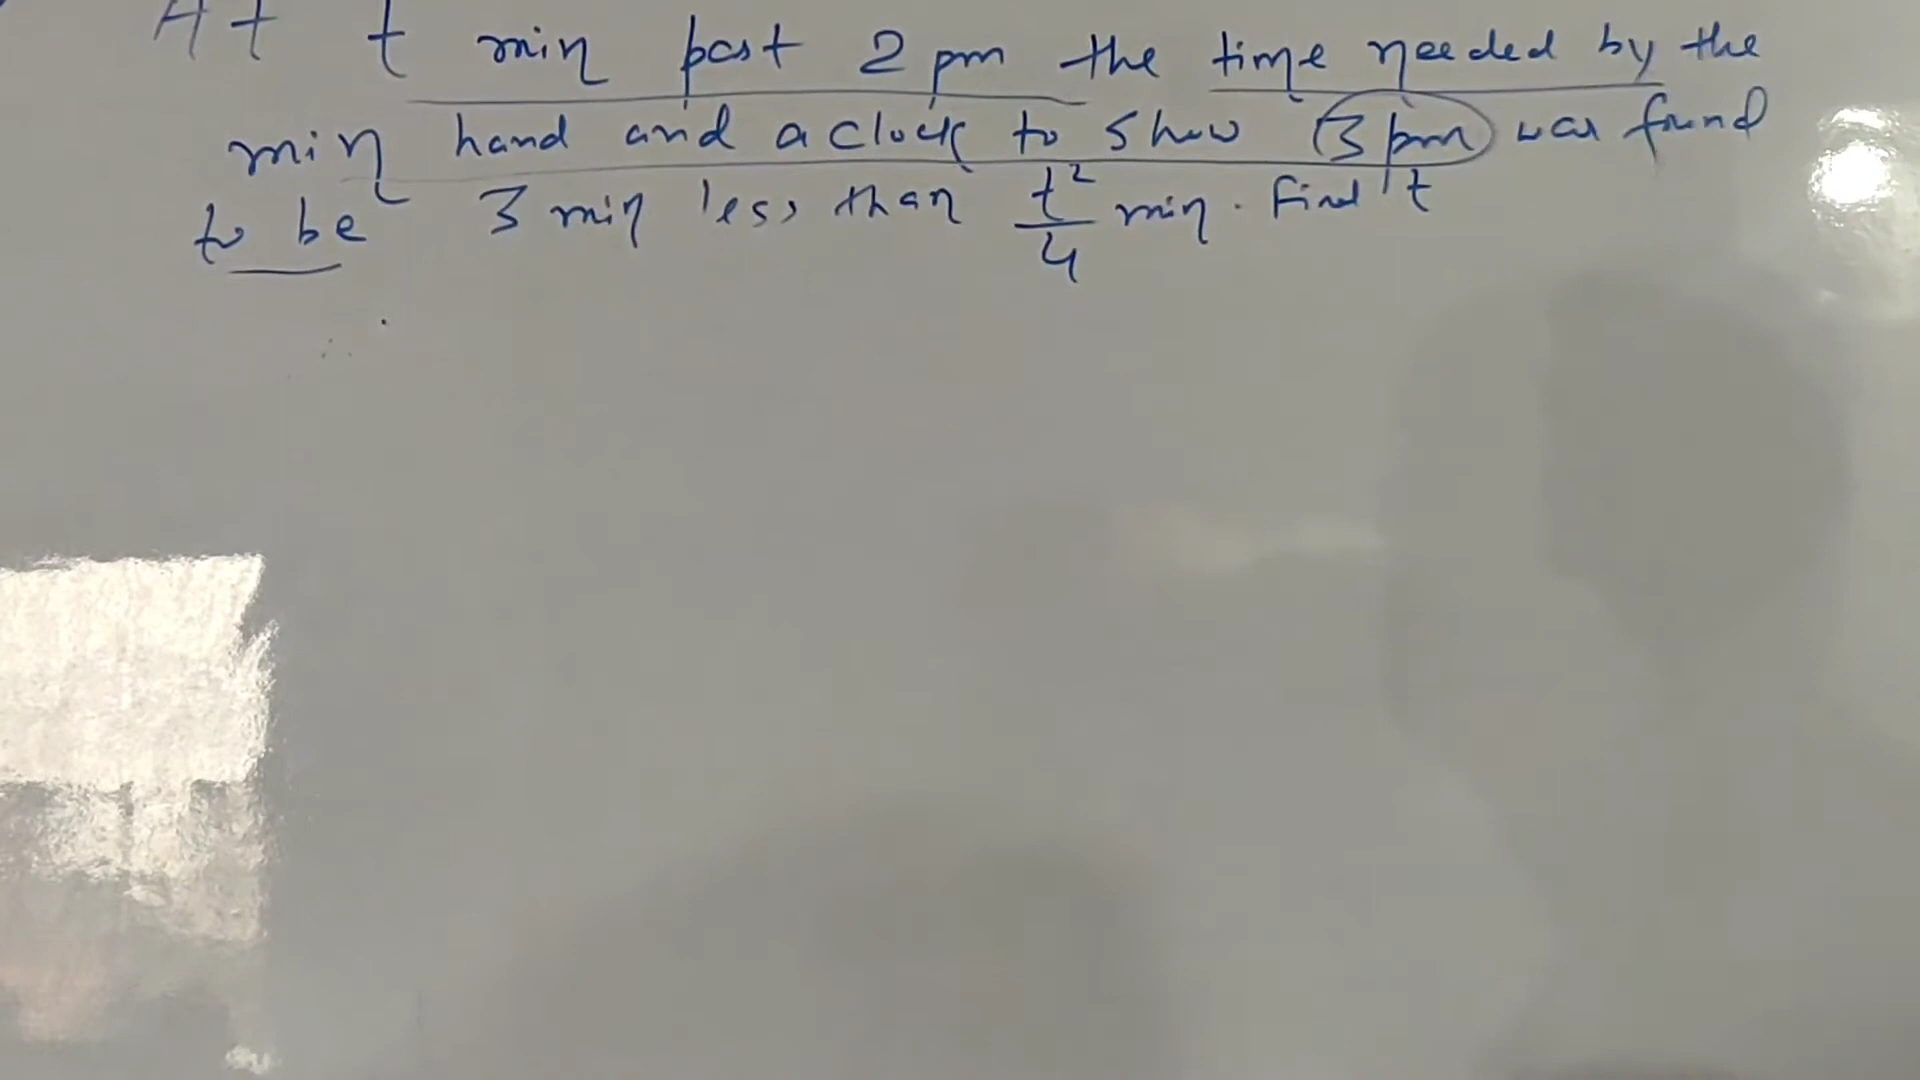 At t min past 2 pm the time needed by the
min hand and a clock to show 3 pm was found
to be 3 min less than t²/4 min. Find t